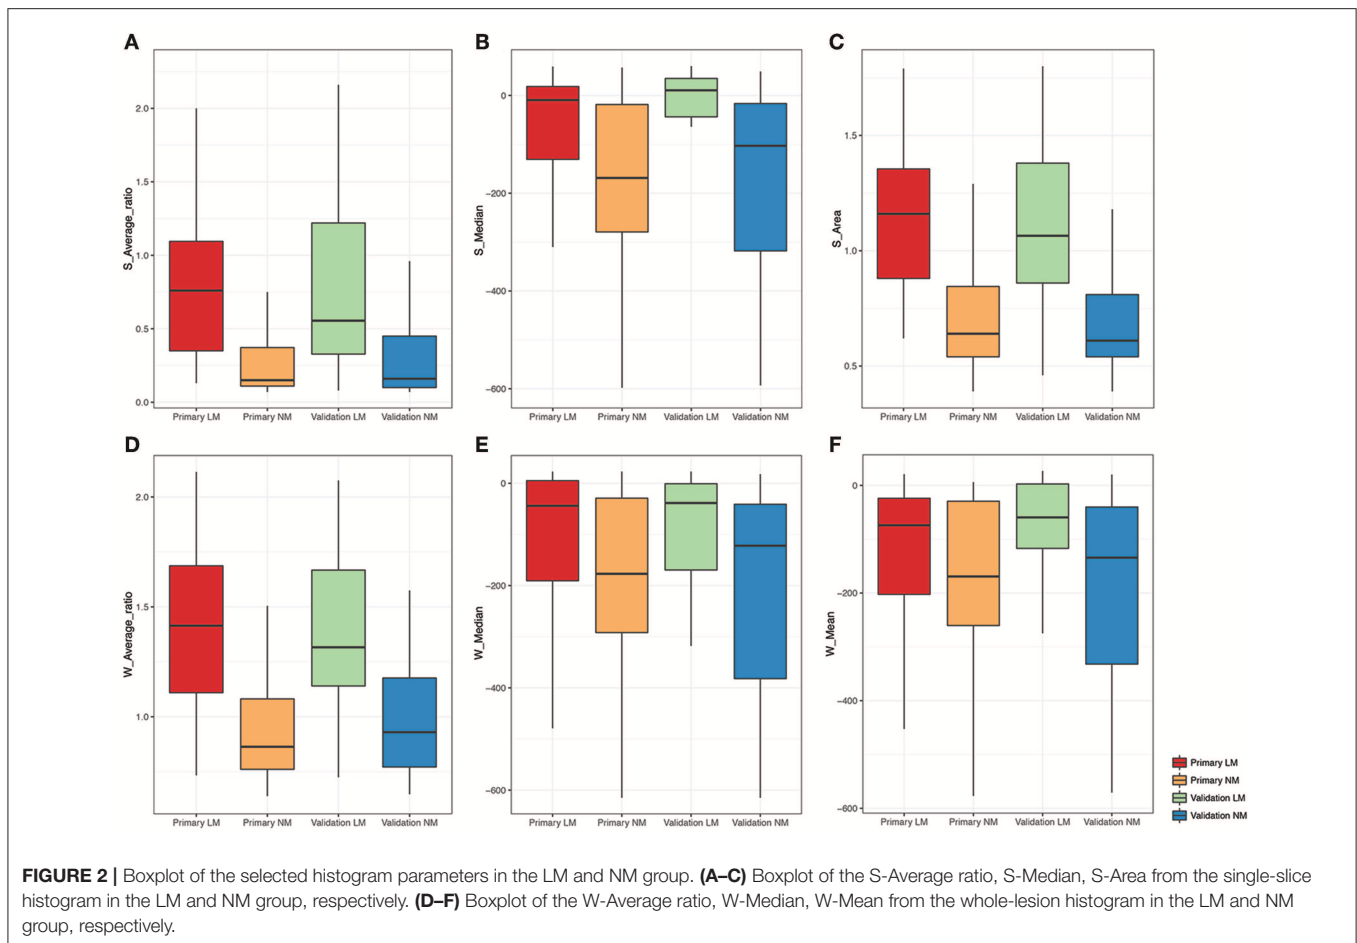 A
S_Average_ratio
2.0
1.5
1.0
0.5
0.0
Primary LM Primary NM Validation LM Validation NM
B
S_Median
0
−200
−400
−600
Primary LM Primary NM Validation LM Validation NM
C
S_Area
1.5
1.0
0.5
Primary LM Primary NM Validation LM Validation NM
D
W_Average_ratio
2.0
1.5
1.0
Primary LM Primary NM Validation LM Validation NM
E
W_Median
0
−200
−400
−600
Primary LM Primary NM Validation LM Validation NM
F
W_Mean
0
−200
−400
−600
Primary LM Primary NM Validation LM Validation NM
Primary LM
Primary NM
Validation LM
Validation NM
FIGURE 2 | Boxplot of the selected histogram parameters in the LM and NM group. (A–C) Boxplot of the S-Average ratio, S-Median, S-Area from the single-slice
histogram in the LM and NM group, respectively. (D–F) Boxplot of the W-Average ratio, W-Median, W-Mean from the whole-lesion histogram in the LM and NM
group, respectively.